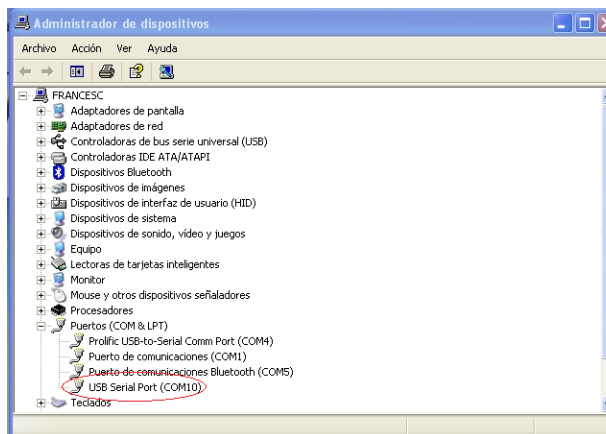 Administrador de dispositivos
Archivo Acción Ver Ayuda
FRANCESC
Adaptadores de pantalla
Adaptadores de red
Controladoras de bus serie universal (USB)
Controladoras IDE ATA/ATAPI
Dispositivos Bluetooth
Dispositivos de imágenes
Dispositivos de interfaz de usuario (HID)
Dispositivos de sistema
Dispositivos de sonido, vídeo y juegos
Equipo
Lectoras de tarjetas inteligentes
Monitor
Mouse y otros dispositivos señaladores
Procesadores
Puertos (COM & LPT)
Prolific USB-to-Serial Comm Port (COM4)
Puerto de comunicaciones (COM1)
Puerto de comunicaciones Bluetooth (COM5)
USB Serial Port (COM10)
Teclados